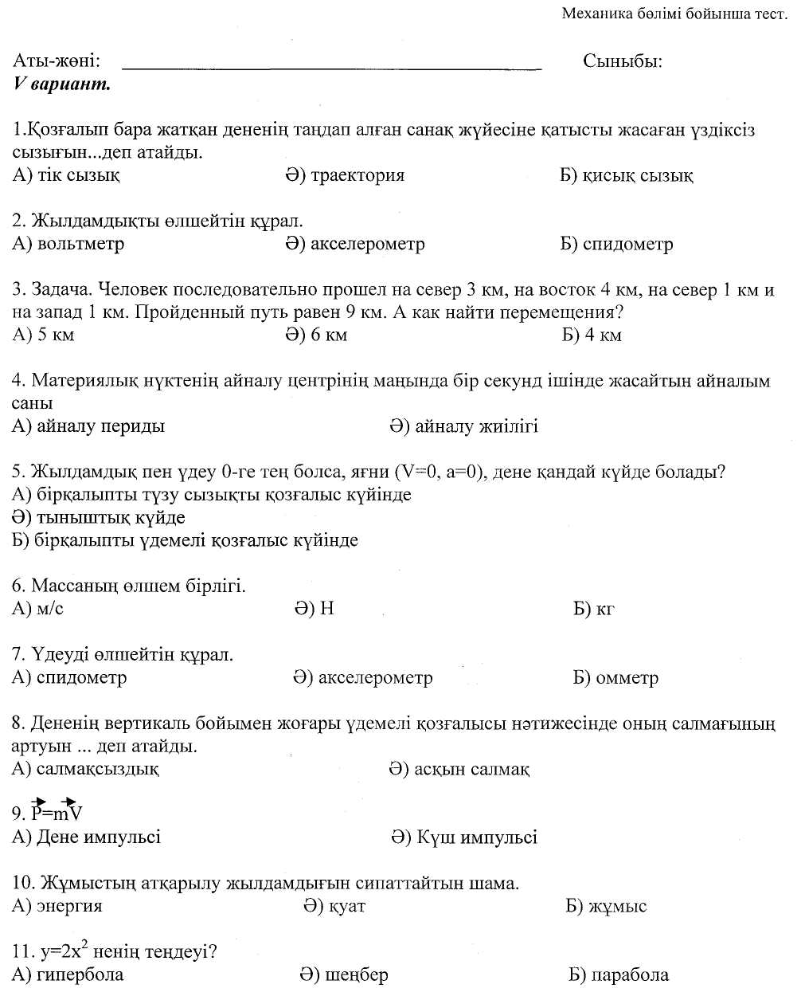 Механика бөлімі бойынша тест.
Аты-жөні: ______________________ Сыныбы:
V вариант.
1.Қозғалып бара жатқан дененің таңдап алған санақ жүйесіне қатысты жасаған үздіксіз
сызығын...деп атайды.
А) тік сызық Ә) траектория Б) қисық сызық
2. Жылдамдықты өлшейтін құрал.
А) вольтметр Ә) акселерометр Б) спидометр
3. Задача. Человек последовательно прошел на север 3 км, на восток 4 км, на север 1 км и
на запад 1 км. Пройденный путь равен 9 км. А как найти перемещения?
А) 5 км Ә) 6 км Б) 4 км
4. Материялық нүктенің айналу центрінің маңында бір секунд ішінде жасайтын айналым
саны
А) айналу периды Ә) айналу жиілігі
5. Жылдамдық пен үдеу 0-ге тең болса, яғни (V=0, a=0), дене қандай күйде болады?
А) бірқалыпты түзу сызықты қозғалыс күйінде
Ә) тыныштық күйде
Б) бірқалыпты үдемелі қозғалыс күйінде
6. Массаның өлшем бірлігі.
А) м/с Ә) Н Б) кг
7. Үдеуді өлшейтін құрал.
А) спидометр Ә) акселерометр Б) омметр
8. Дененің вертикаль бойымен жоғары үдемелі қозғалысы нәтижесінде оның салмағының
артуын ... деп атайды.
А) салмақсыздық Ә) асқын салмақ
9. P=mV
А) Дене импульсі Ә) Күш импульсі
10. Жұмыстың атқарылу жылдамдығын сипаттайтын шама.
А) энергия Ә) қуат Б) жұмыс
11. y=2x² ненің теңдеуі?
А) гипербола Ә) шеңбер Б) парабола